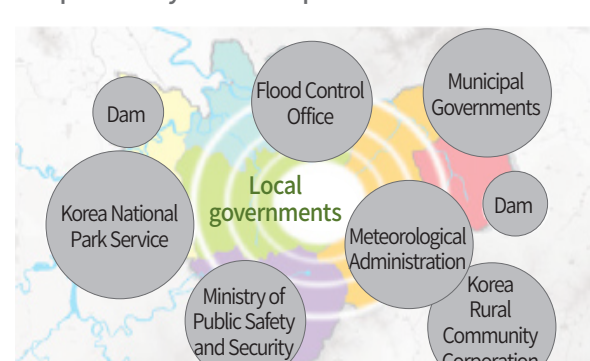 Flood Control
Office
Municipal
Governments
Dam
Local
governments
Korea National
Park Service
Dam
Meteorological
Administration
Ministry of
Public Safety
and Security
Korea
Rural
Community
Corporation